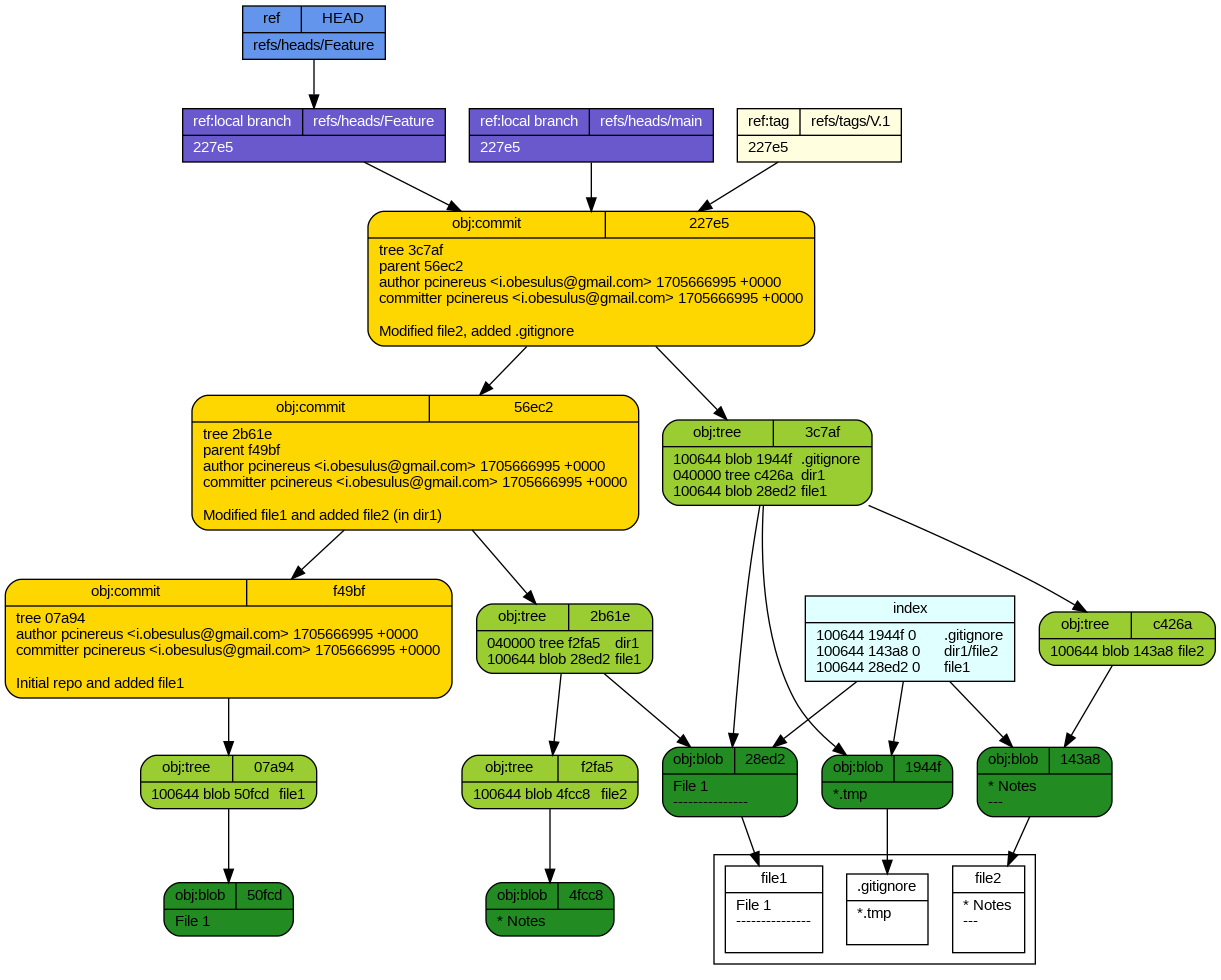 ref HEAD
refs/heads/Feature
ref:local branch refs/heads/Feature
227e5
ref:local branch refs/heads/main
227e5
ref:tag refs/tags/V.1
227e5
obj:commit 227e5
tree 3c7af
parent 56ec2
author pcinereus <i.obesulus@gmail.com> 1705666995 +0000
committer pcinereus <i.obesulus@gmail.com> 1705666995 +0000
Modified file2, added .gitignore
obj:commit 56ec2
tree 2b61e
parent f49bf
author pcinereus <i.obesulus@gmail.com> 1705666995 +0000
committer pcinereus <i.obesulus@gmail.com> 1705666995 +0000
Modified file1 and added file2 (in dir1)
obj:tree 3c7af
100644 blob 1944f .gitignore
040000 tree c426a dir1
100644 blob 28ed2 file1
obj:commit f49bf
tree 07a94
author pcinereus <i.obesulus@gmail.com> 1705666995 +0000
committer pcinereus <i.obesulus@gmail.com> 1705666995 +0000
Initial repo and added file1
obj:tree 2b61e
040000 tree f2fa5 dir1
100644 blob 28ed2 file1
index
100644 1944f 0 .gitignore
100644 143a8 0 dir1/file2
100644 28ed2 0 file1
obj:tree c426a
100644 blob 143a8 file2
obj:tree 07a94
100644 blob 50fcd file1
obj:tree f2fa5
100644 blob 4fcc8 file2
obj:blob 28ed2
File 1
---------------
obj:blob 1944f
*.tmp
obj:blob 143a8
* Notes
---
obj:blob 50fcd
File 1
obj:blob 4fcc8
* Notes
file1
File 1
---------------
.gitignore
*.tmp
file2
* Notes
---